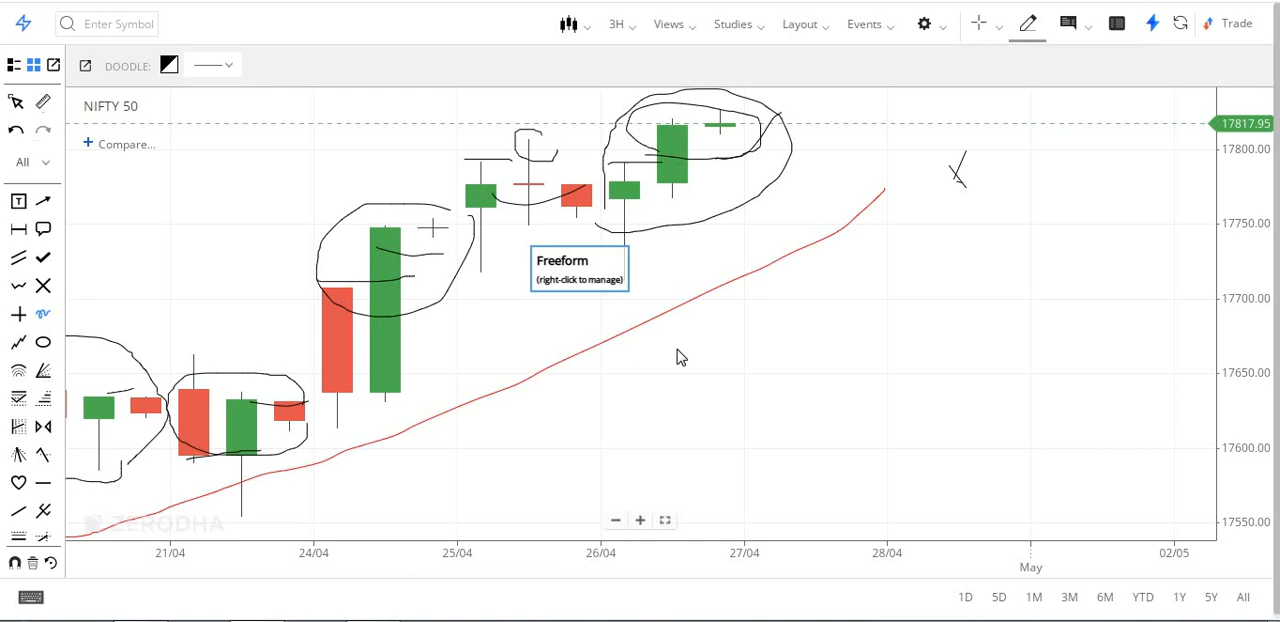 Enter Symbol 3H Views Studies Layout Events Trade
DOODLE:
NIFTY 50
17817.95
Compare...
17800.00
All
17750.00
Freeform
(right-click to manage)
17700.00
17650.00
17600.00
ZERODHA
17550.00
21/04 24/04 25/04 26/04 27/04 28/04 02/05
May
1D 5D 1M 3M 6M YTD 1Y 5Y All